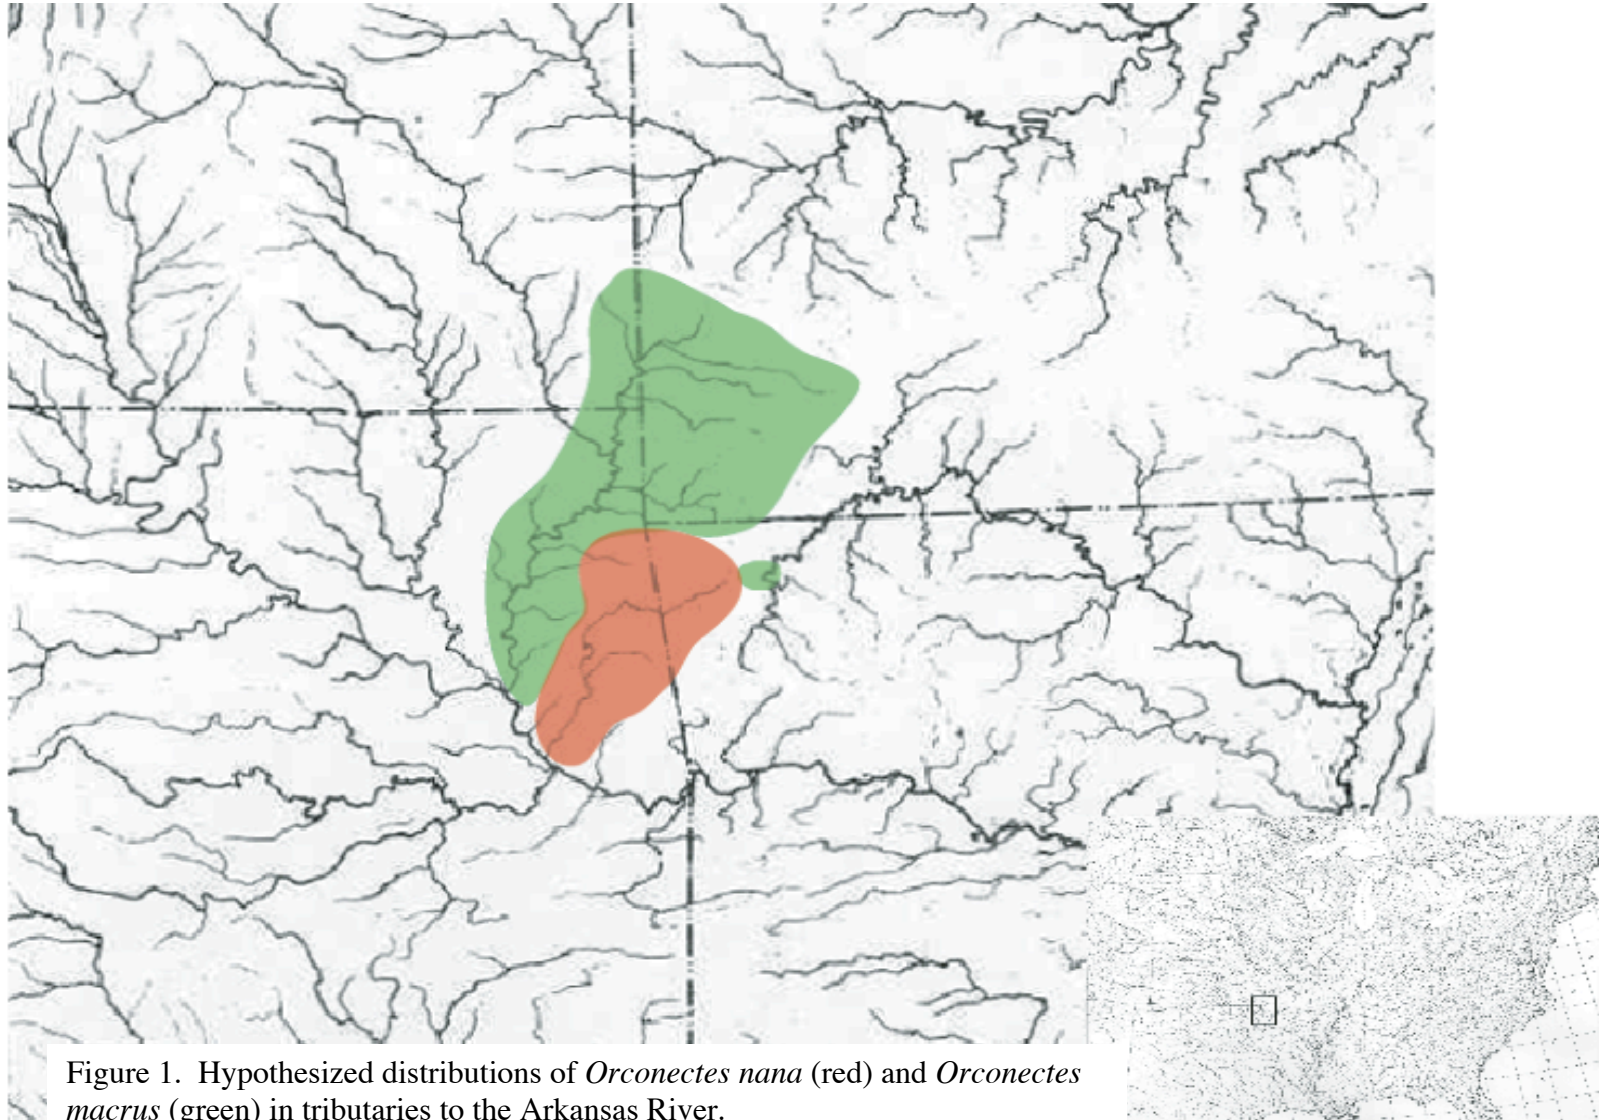 Figure 1. Hypothesized distributions of Orconectes nana (red) and Orconectes
macrus (green) in tributaries to the Arkansas River.